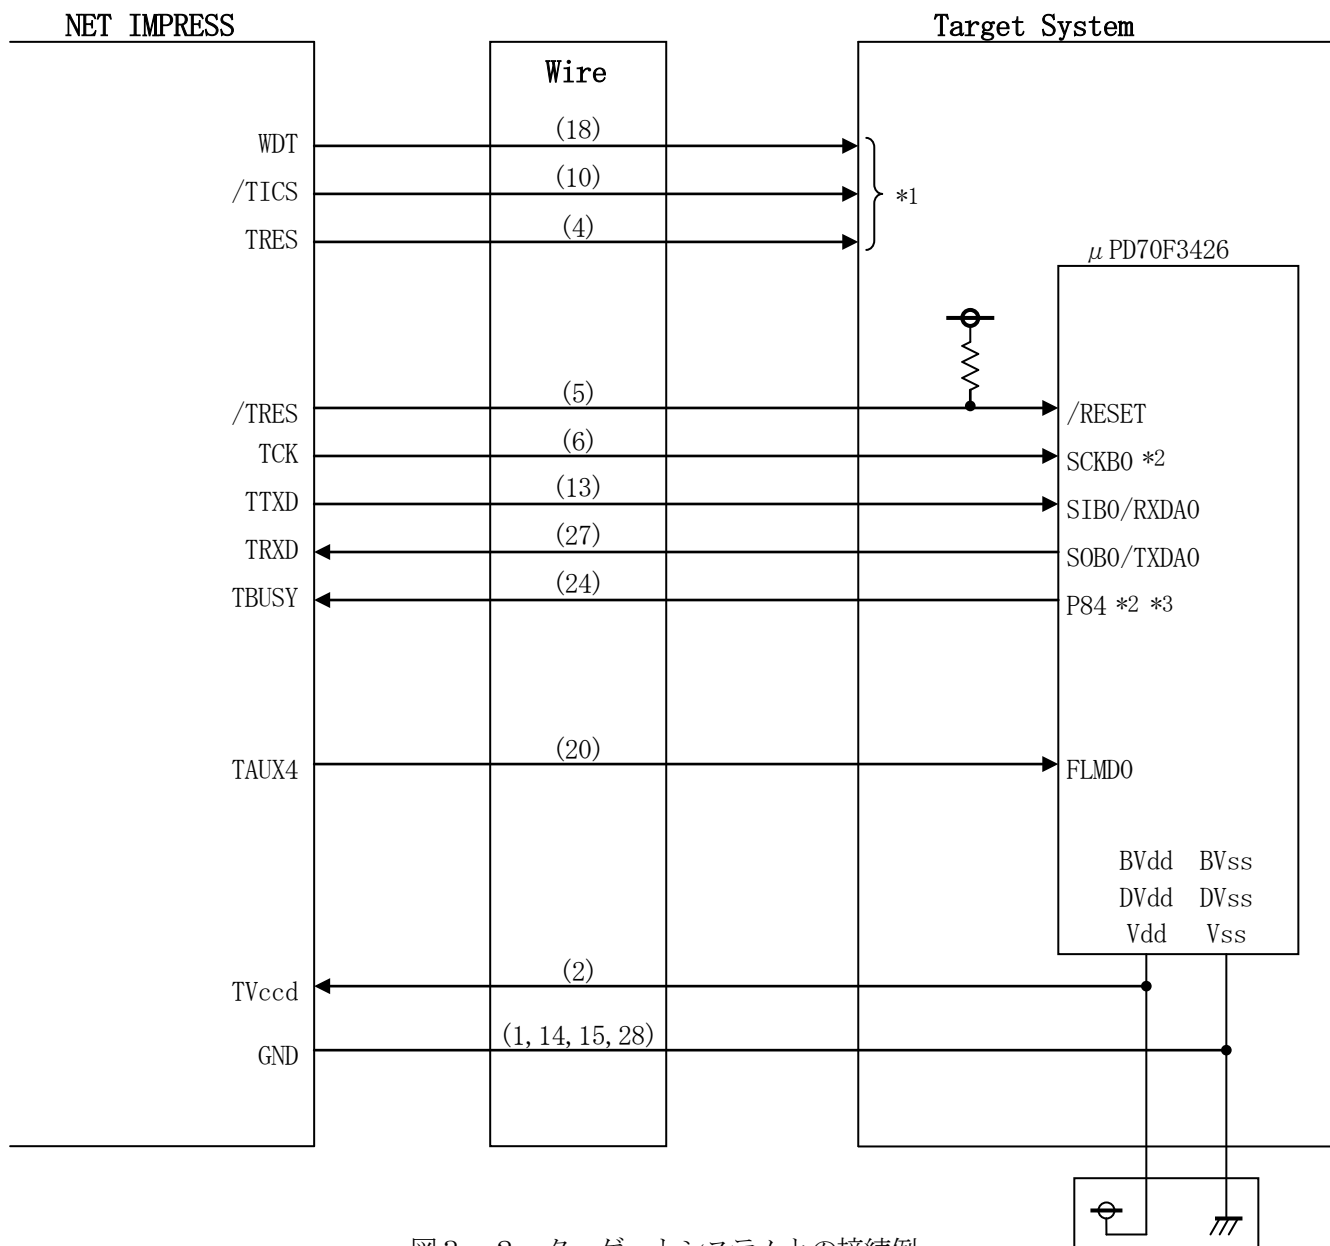 NET IMPRESS
Target System
Wire
WDT (18)
/TICS (10)
*1
TRES (4)
μPD70F3426
/TRES (5) /RESET
TCK (6) SCKB0 *2
TTXD (13) SIB0/RXDA0
TRXD (27) SOB0/TXDA0
TBUSY (24) P84 *2 *3
TAUX4 (20) FLMD0
BVdd BVss
DVdd DVss
Vdd Vss
TVccd (2)
GND (1,14,15,28)